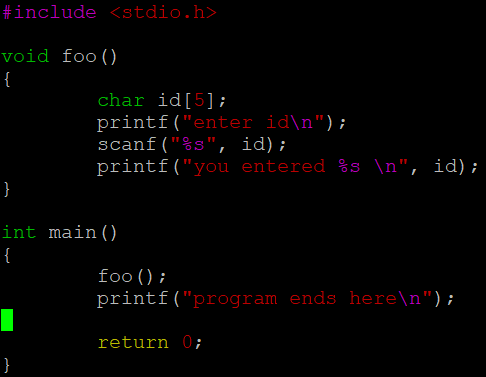 #include <stdio.h>

void foo()
{
        char id[5];
        printf("enter id\n");
        scanf("%s", id);
        printf("you entered %s \n", id);
}

int main()
{
        foo();
        printf("program ends here\n");

        return 0;
}